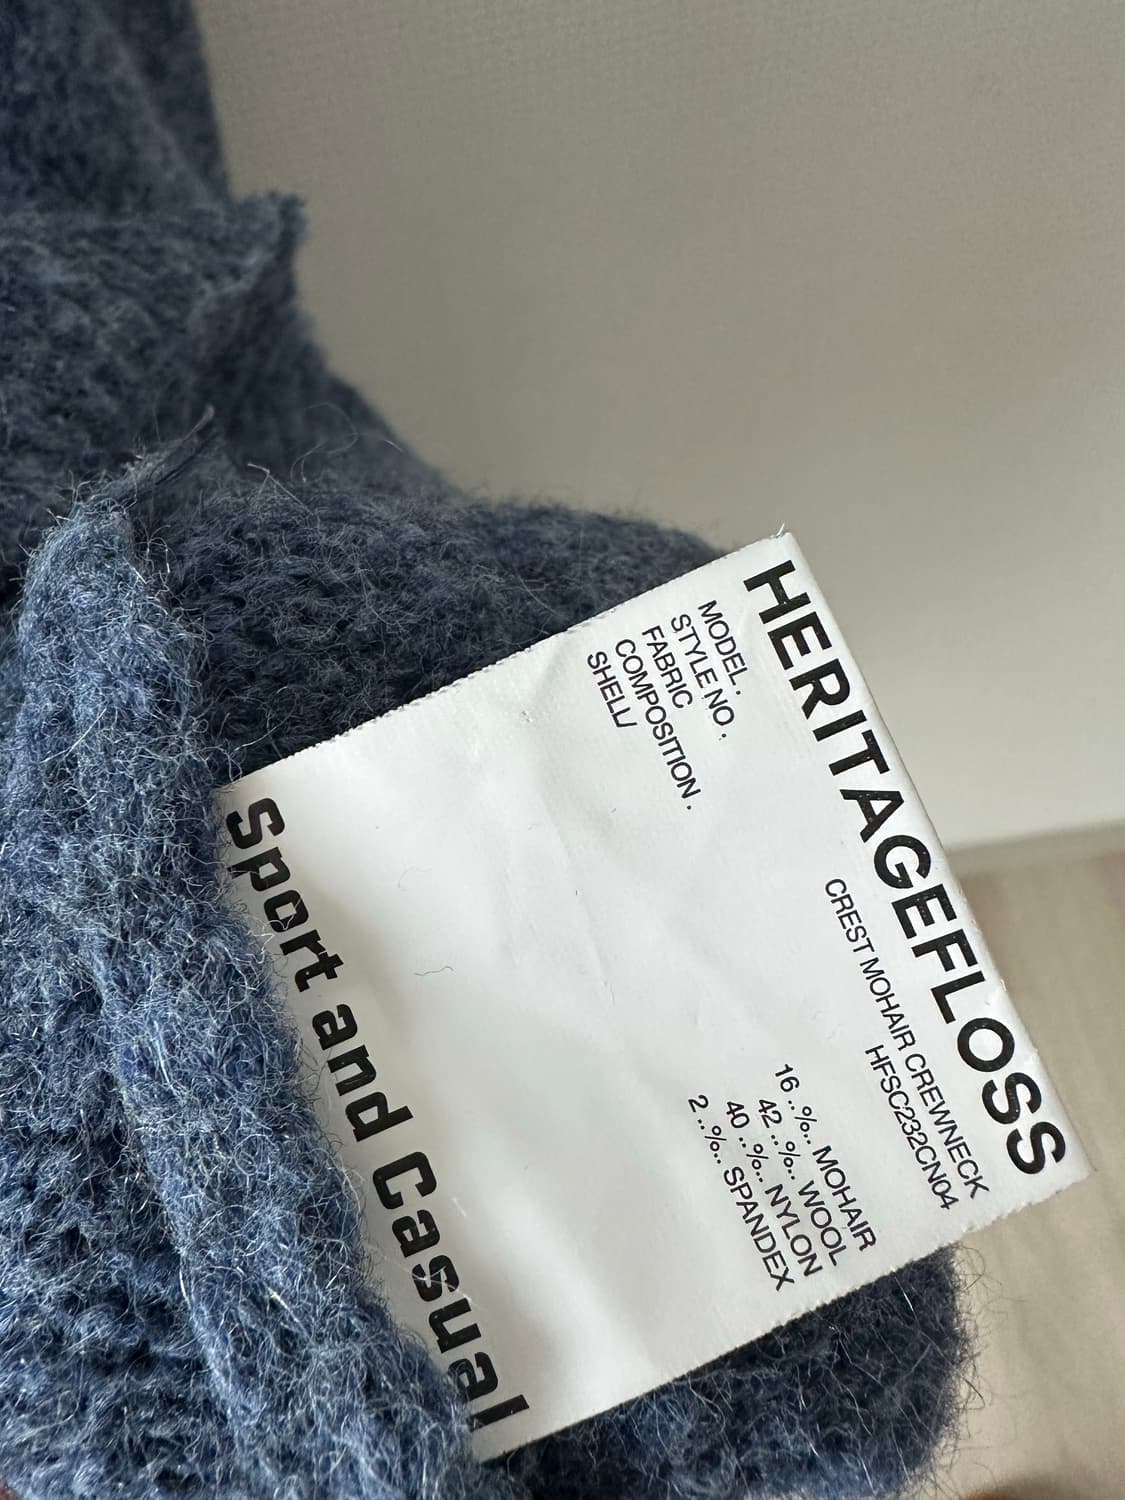 HERITAGEFLOSS
MODEL. CREST MOHAIR CREWNECK
STYLE NO. HFSC232CN04
FABRIC
COMPOSITION. 16 ..%.. MOHAIR
SHELL/ 42 ..%.. WOOL
40 ..%.. NYLON
2 ..%.. SPANDEX
Sport and Casual